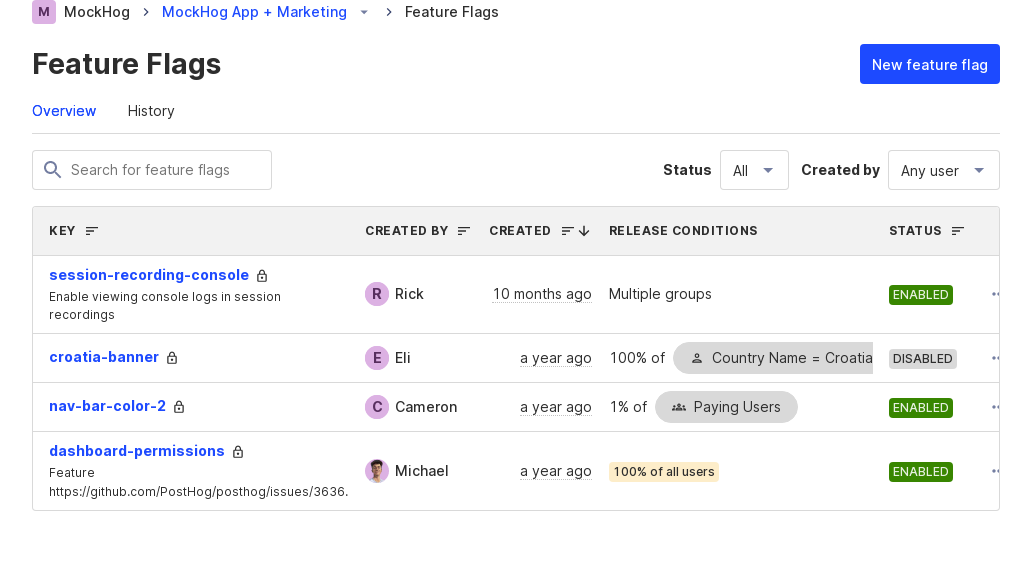 M MockHog MockHog App + Marketing Feature Flags
Feature Flags
New feature flag
Overview History
Search for feature flags Status All Created by Any user
KEY CREATED BY CREATED RELEASE CONDITIONS STATUS
session-recording-console
Enable viewing console logs in session
recordings
R Rick 10 months ago Multiple groups ENABLED
croatia-banner E Eli a year ago 100% of Country Name = Croatia DISABLED
nav-bar-color-2 C Cameron a year ago 1% of Paying Users ENABLED
dashboard-permissions
Feature
https://github.com/PostHog/posthog/issues/3636.
Michael a year ago 100% of all users ENABLED